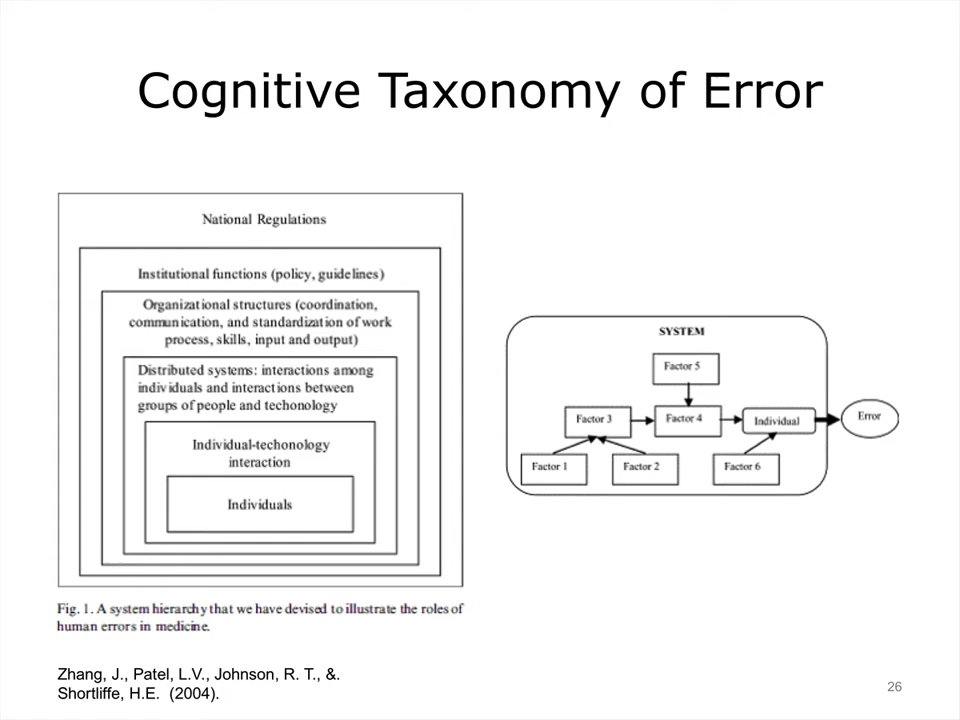 Cognitive Taxonomy of Error
National Regulations
Institutional functions (policy, guidelines)
Organizational structures (coordination,
communication, and standardization of work
process, skills, input and output)
Distributed systems: interactions among
individuals and interactions between
groups of people and techonology
Individual-techonology
interaction
Individuals
Fig. 1. A system hierarchy that we have devised to illustrate the roles of
human errors in medicine.
SYSTEM
Factor 5
Factor 3
Factor 4
Individual
Error
Factor 1
Factor 2
Factor 6
Zhang, J., Patel, L.V., Johnson, R. T., &.
Shortliffe, H.E. (2004).
26